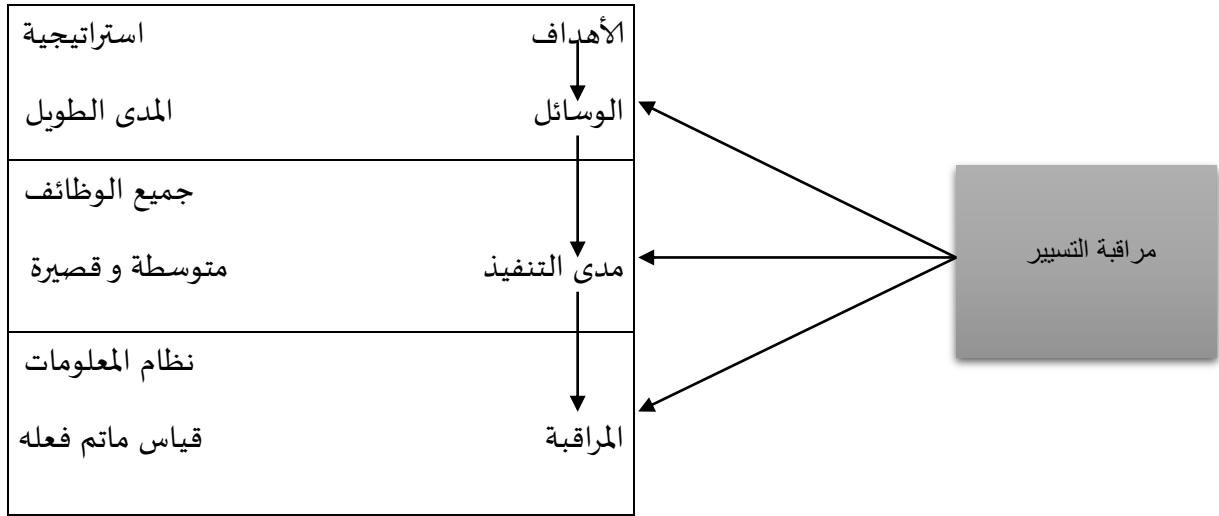 الأهداف استراتيجية
الوسائل المدى الطويل
جميع الوظائف
مدى التنفيذ متوسطة و قصيرة
نظام المعلومات
المراقبة قياس ماتم فعله
مراقبة التسيير